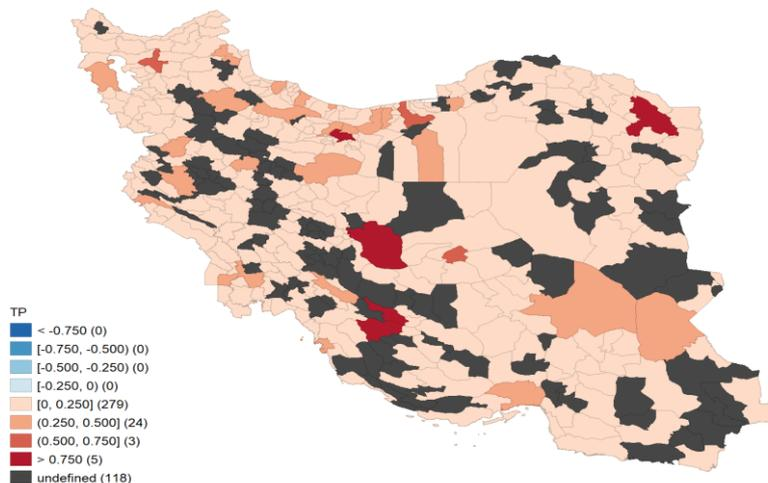 TP
< -0.750 (0)
[-0.750, -0.500) (0)
[-0.500, -0.250) (0)
[-0.250, 0) (0)
[0, 0.250] (279)
(0.250, 0.500] (24)
(0.500, 0.750] (3)
> 0.750 (5)
undefined (118)